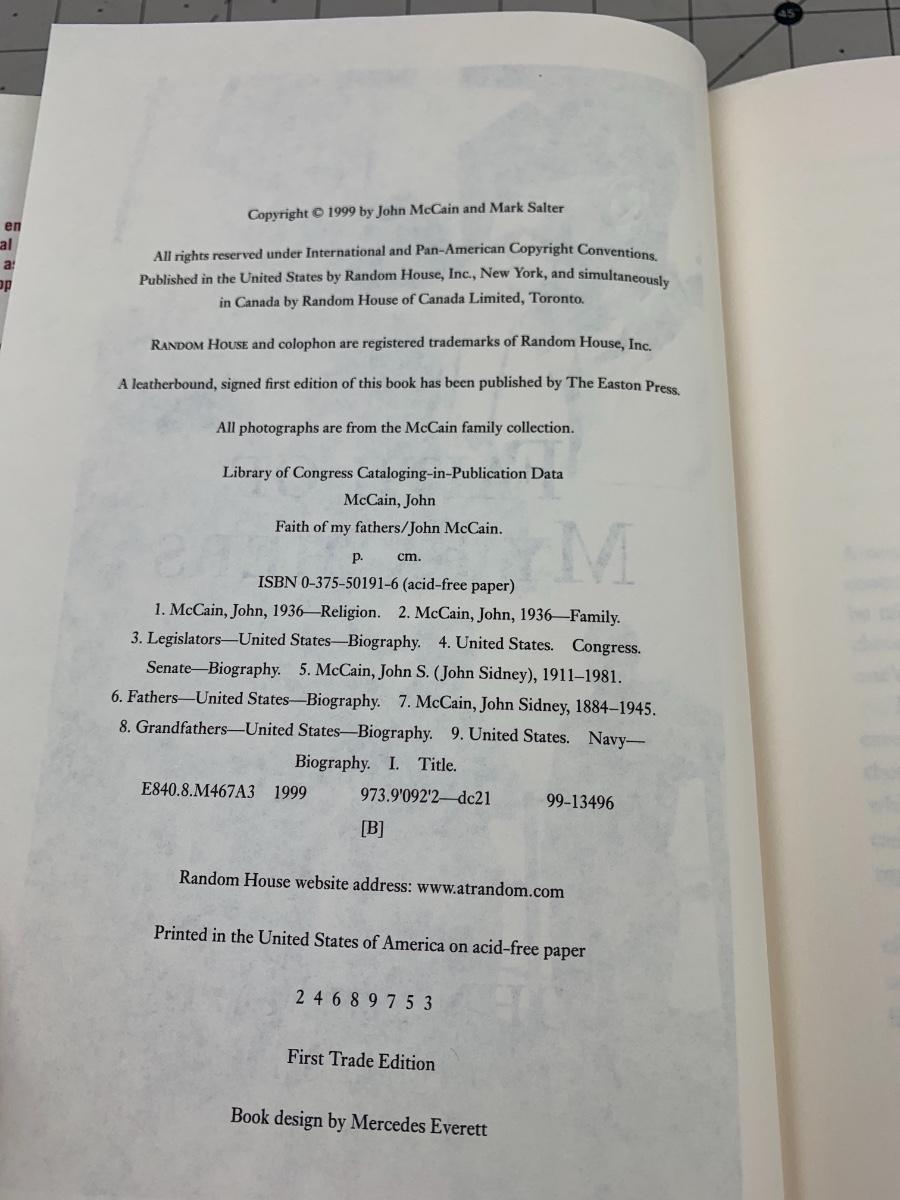 45°
en
al
Copyright © 1999 by John McCain and Mark Salter
All rights reserved under International and Pan-American Copyright Conventions.
Published in the United States by Random House, Inc., New York, and simultaneously
in Canada by Random House of Canada Limited, Toronto.
RANDOM HOUSE and colophon are registered trademarks of Random House, Inc.
A leatherbound, signed first edition of this book has been published by The Easton Press.
All photographs are from the McCain family collection.
Library of Congress Cataloging-in-Publication Data
McCain, John
Faith of my fathers/John McCain.
p. cm.
ISBN 0-375-50191-6 (acid-free paper)
1. McCain, John, 1936—Religion. 2. McCain, John, 1936—Family.
3. Legislators—United States—Biography. 4. United States. Congress.
Senate—Biography. 5. McCain, John S. (John Sidney), 1911–1981.
6. Fathers—United States—Biography. 7. McCain, John Sidney, 1884–1945.
8. Grandfathers—United States—Biography. 9. United States. Navy—
Biography. I. Title.
E840.8.M467A3 1999 973.9'092'2—dc21 99-13496
[B]
Random House website address: www.atrandom.com
Printed in the United States of America on acid-free paper
2 4 6 8 9 7 5 3
First Trade Edition
Book design by Mercedes Everett